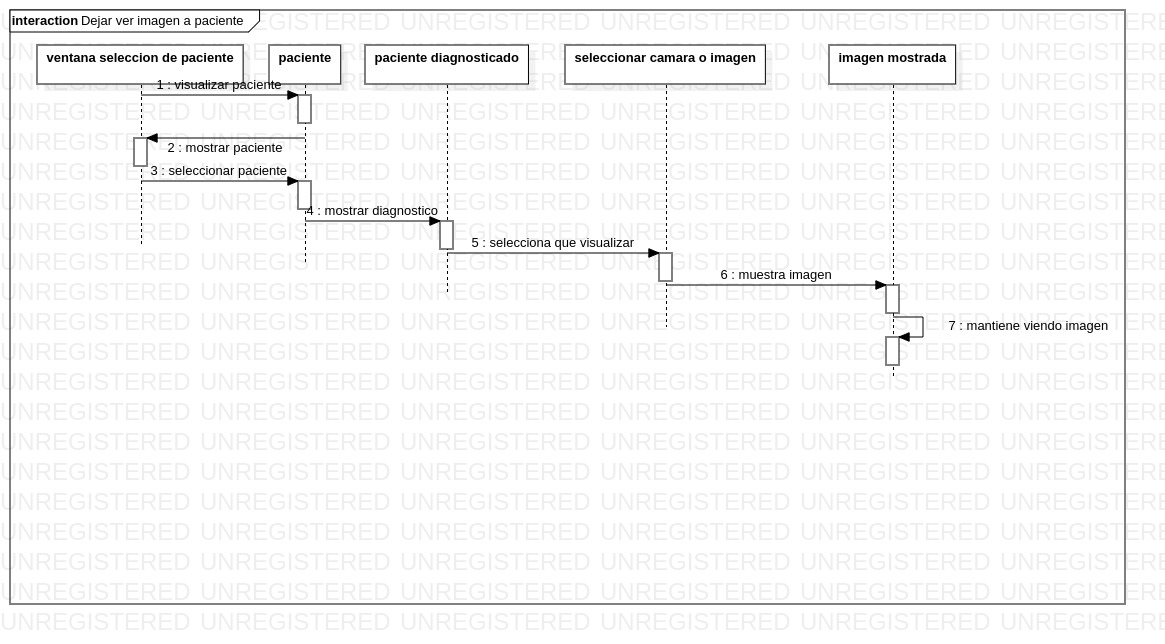 interaction Dejar ver imagen a paciente
ventana seleccion de paciente
paciente
paciente diagnosticado
seleccionar camara o imagen
imagen mostrada
1 : visualizar paciente
2 : mostrar paciente
3 : seleccionar paciente
4 : mostrar diagnostico
5 : selecciona que visualizar
6 : muestra imagen
7 : mantiene viendo imagen
UNREGISTERED UNREGISTERED UNREGISTERED UNREGISTERED UNREGISTERED UNREGISTERED